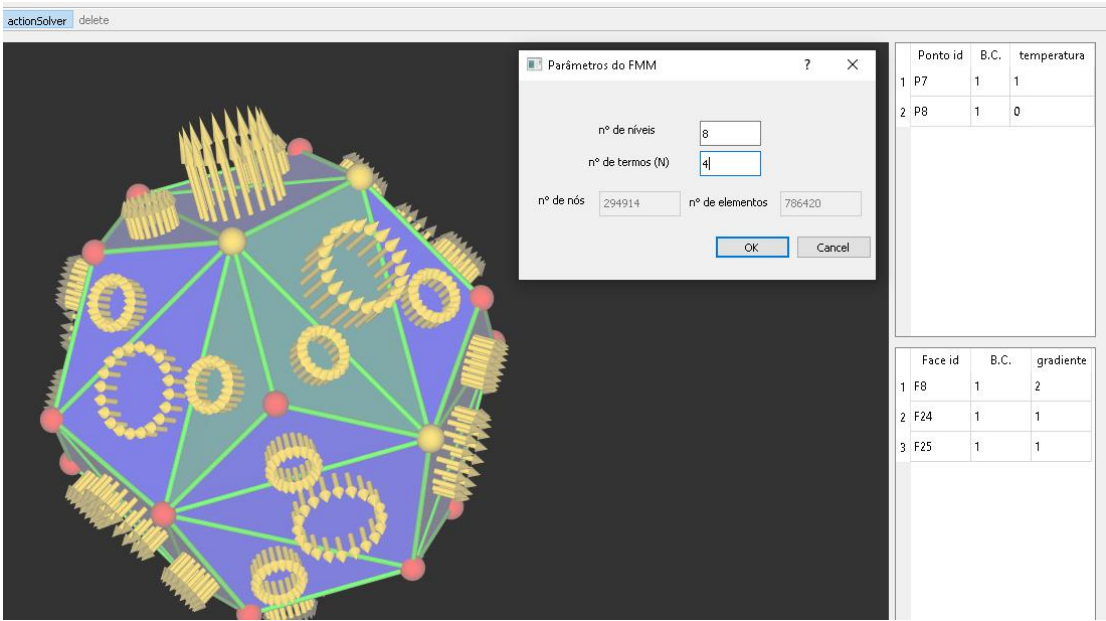 actionSolver delete
Parâmetros do FMM ? ×
nº de níveis 8
nº de termos (N) 4
nº de nós 294914 nº de elementos 786420
OK Cancel
Ponto id B.C. temperatura
1 P7 1 1
2 P8 1 0
Face id B.C. gradiente
1 F8 1 2
2 F24 1 1
3 F25 1 1